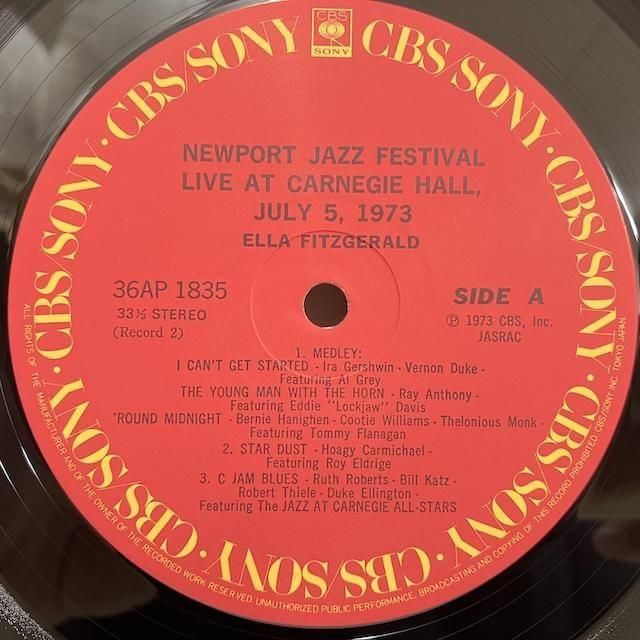 CBS
SONY
CBS/SONY · CBS/SONY · CBS/SONY · CBS/SONY · CBS/SONY · CBS/SONY · CBS/SONY · CBS/SONY
NEWPORT JAZZ FESTIVAL
LIVE AT CARNEGIE HALL,
JULY 5, 1973
ELLA FITZGERALD
36AP 1835
33⅓ STEREO
(Record 2)
SIDE A
Ⓟ 1973 CBS, Inc.
JASRAC
1. MEDLEY:
I CAN'T GET STARTED - Ira Gershwin - Vernon Duke -
Featuring Al Grey
THE YOUNG MAN WITH THE HORN - Ray Anthony -
Featuring Eddie "Lockjaw" Davis
'ROUND MIDNIGHT - Bernie Hanighen - Cootie Williams - Thelonious Monk -
Featuring Tommy Flanagan
2. STAR DUST - Hoagy Carmichael -
Featuring Roy Eldrige
3. C JAM BLUES - Ruth Roberts - Bill Katz -
Robert Thiele - Duke Ellington -
Featuring The JAZZ AT CARNEGIE ALL-STARS
ALL RIGHTS OF THE MANUFACTURER AND OF THE OWNER OF THE RECORDED WORK RESERVED. UNAUTHORIZED PUBLIC PERFORMANCE, BROADCASTING AND COPYING OF THIS RECORD PROHIBITED CBS/SONY INC. TOKYO JAPAN